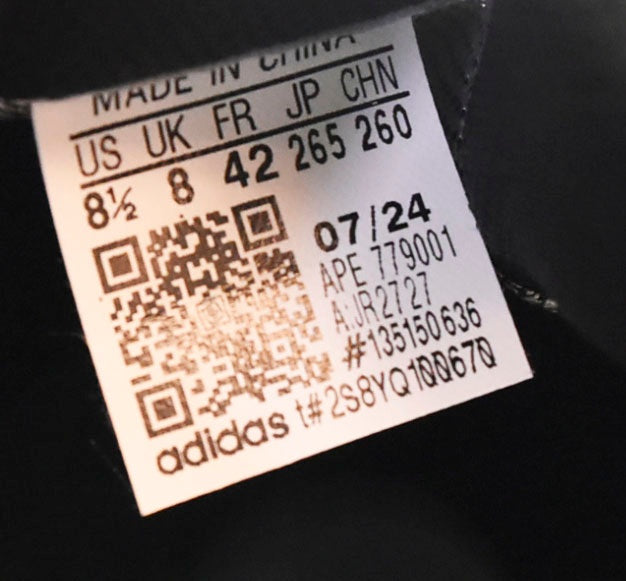 MADE IN CHINA
US UK FR JP CHN
8½ 8 42 265 260
07/24
APE 779001
A:JR2727
#135150636
adidas t#2S8YQ100670